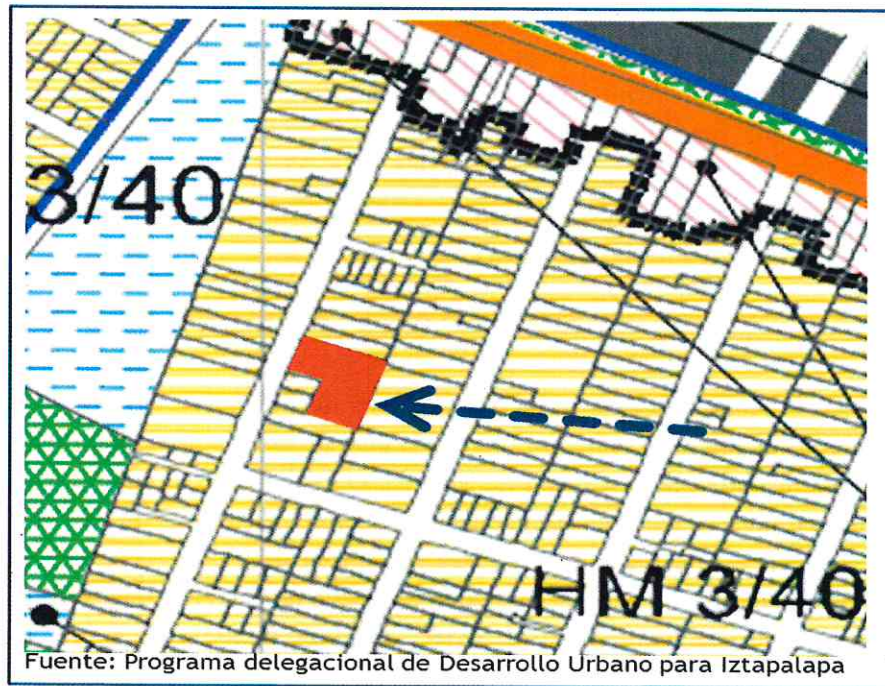 3/40
HM 3/40
Fuente: Programa delegacional de Desarrollo Urbano para Iztapalapa